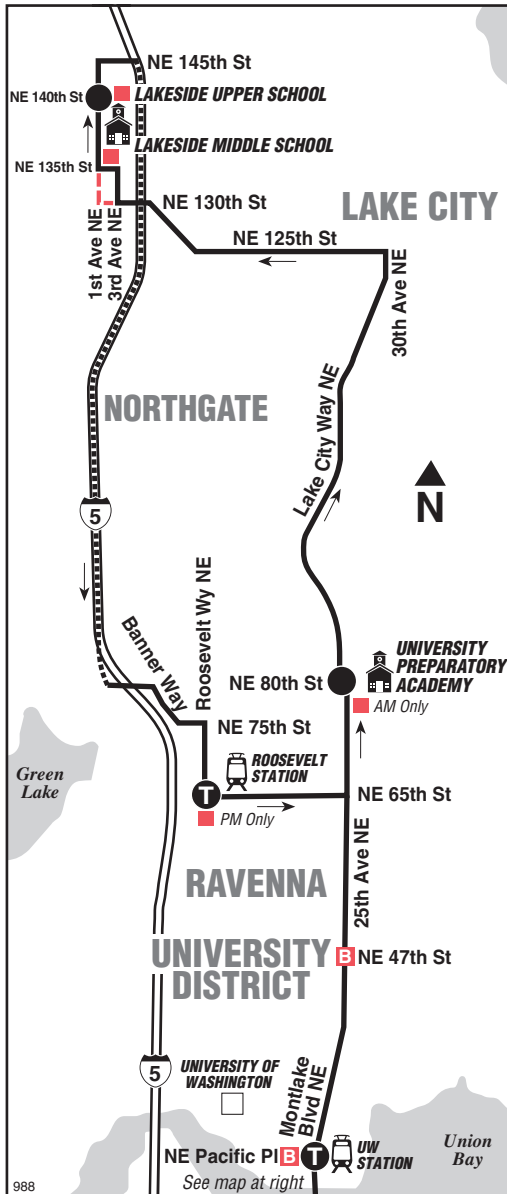 NE 145th St
NE 140th St
LAKESIDE UPPER SCHOOL
LAKESIDE MIDDLE SCHOOL
NE 135th St
NE 130th St
LAKE CITY
NE 125th St
1st Ave NE
3rd Ave NE
30th Ave NE
NORTHGATE
Lake City Way NE
N
5
Banner Way
Roosevelt Wy NE
UNIVERSITY
PREPARATORY
ACADEMY
NE 80th St
AM Only
NE 75th St
Green
Lake
ROOSEVELT
STATION
T
NE 65th St
PM Only
RAVENNA
25th Ave NE
UNIVERSITY
DISTRICT
B
NE 47th St
5
UNIVERSITY OF
WASHINGTON
Montlake
Blvd NE
NE Pacific Pl
B
T
UW
STATION
Union
Bay
See map at right
988